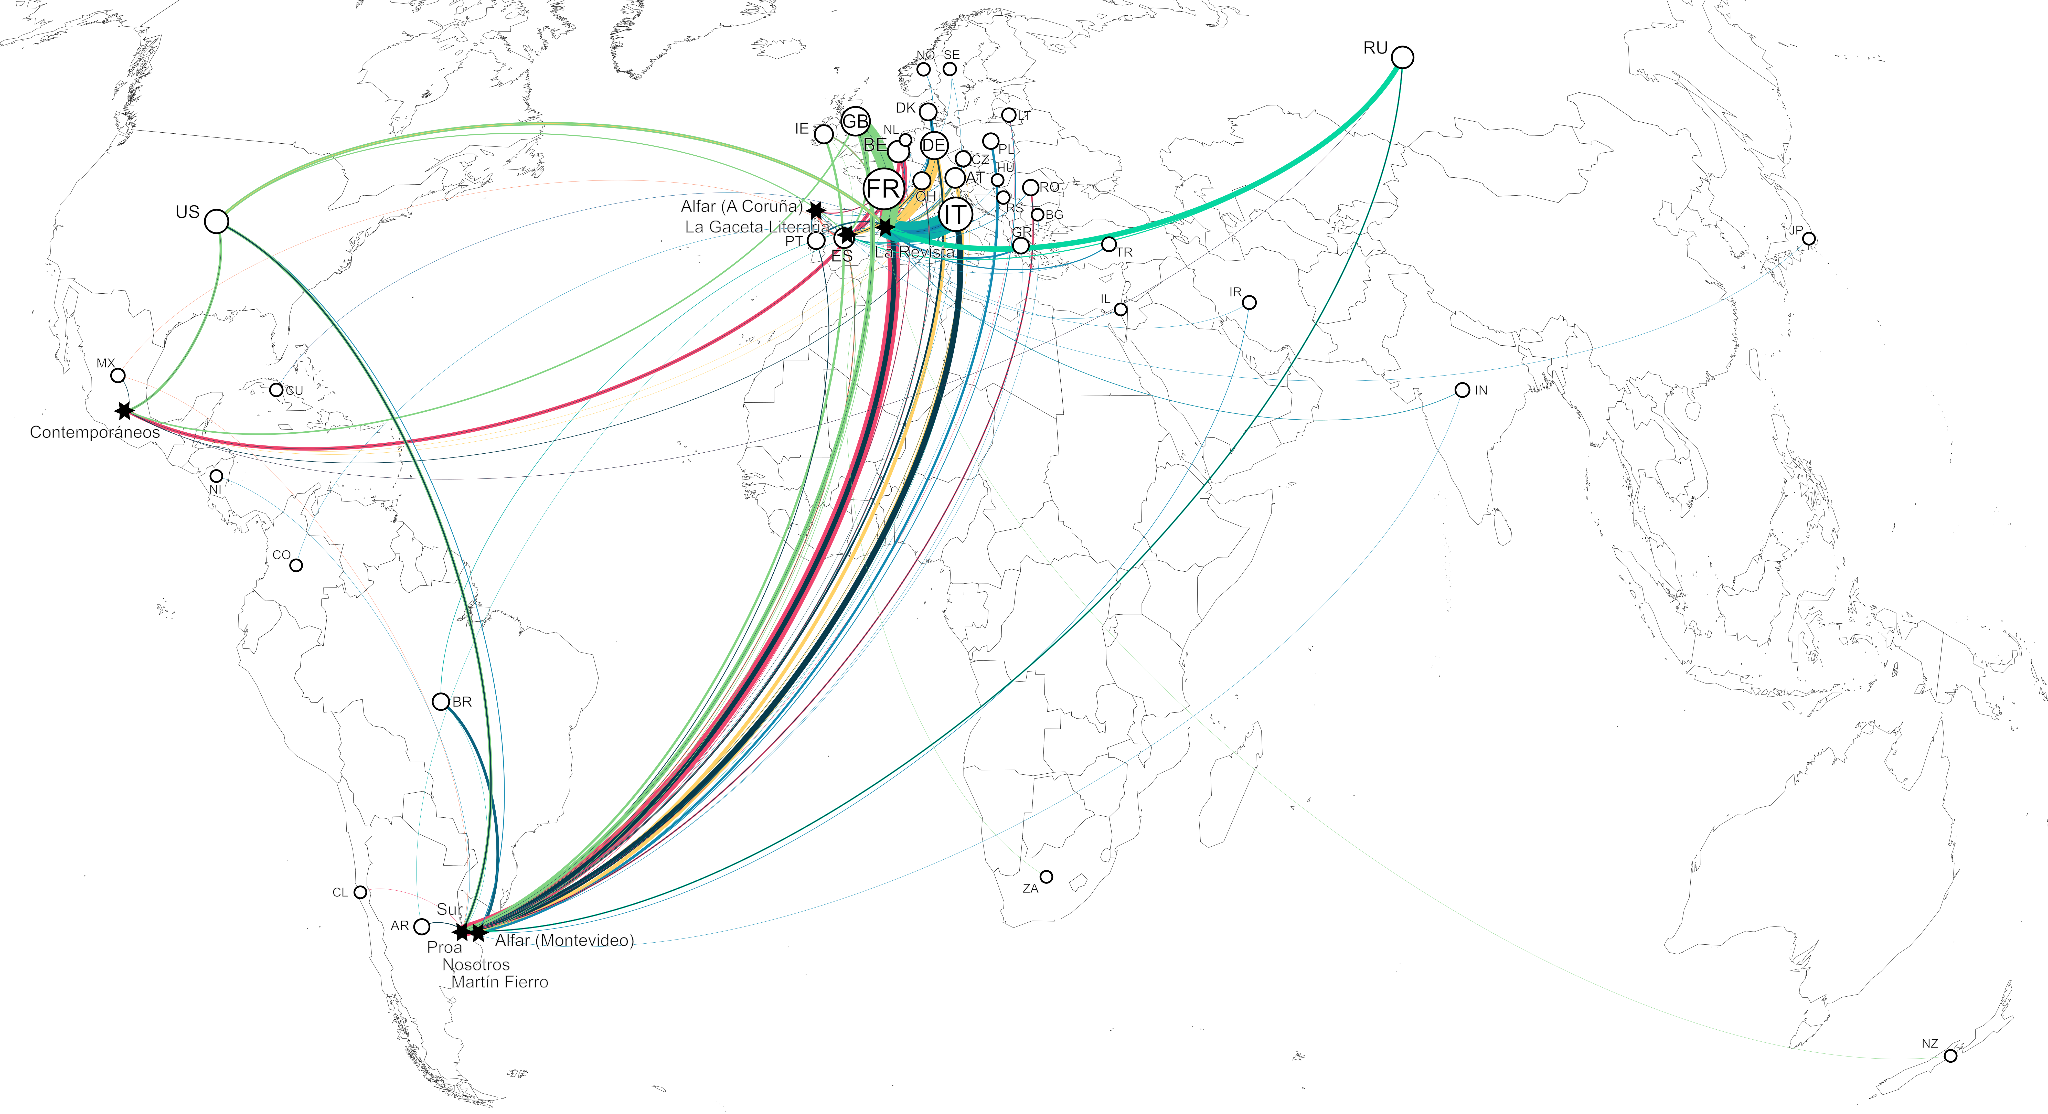 RU
NO
SE
DK
GB
IE
NL
LT
BE
DE
PL
CZ
HU
AT
FR
CH
RO
RS
BG
IT
Alfar (A Coruña)
La Gaceta Literaria
PT
ES
La Revista
GR
TR
US
JP
IL
IR
MX
CU
IN
Contemporáneos
NI
CO
BR
CL
ZA
Sur
AR
Proa
Alfar (Montevideo)
Nosotros
Martín Fierro
NZ